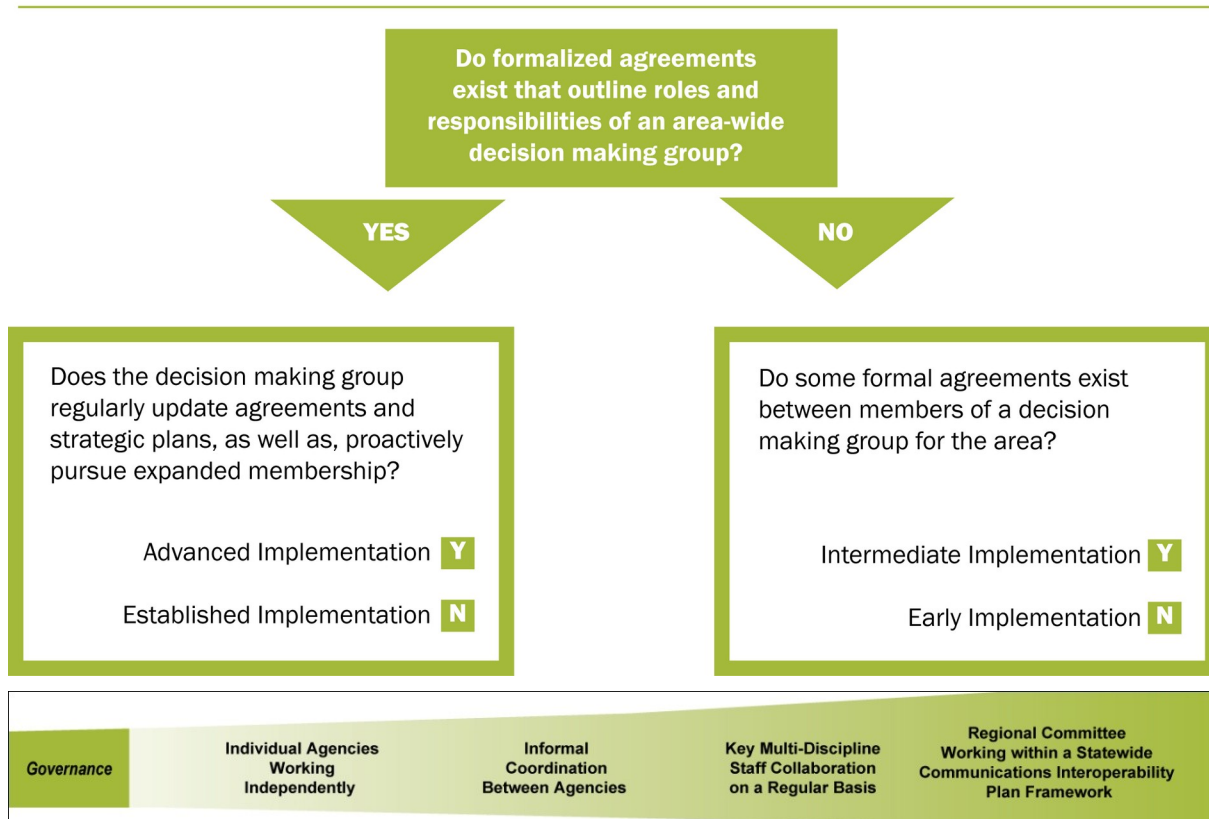 Do formalized agreements
exist that outline roles and
responsibilities of an area-wide
decision making group?
YES
NO
Does the decision making group
regularly update agreements and
strategic plans, as well as, proactively
pursue expanded membership?
Advanced Implementation Y
Established Implementation N
Do some formal agreements exist
between members of a decision
making group for the area?
Intermediate Implementation Y
Early Implementation N
Governance
Individual Agencies
Working
Independently
Informal
Coordination
Between Agencies
Key Multi-Discipline
Staff Collaboration
on a Regular Basis
Regional Committee
Working within a Statewide
Communications Interoperability
Plan Framework